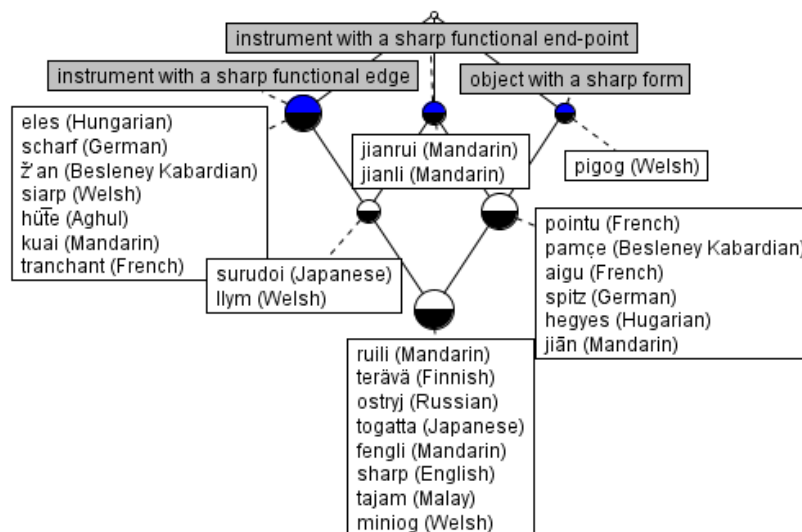 instrument with a sharp functional end-point
instrument with a sharp functional edge
object with a sharp form
eles (Hungarian)
scharf (German)
ž'an (Besleney Kabardian)
siarp (Welsh)
hüt̅e (Aghul)
kuai (Mandarin)
tranchant (French)
jianrui (Mandarin)
jianli (Mandarin)
pigog (Welsh)
surudoi (Japanese)
llym (Welsh)
pointu (French)
pamc̣e (Besleney Kabardian)
aigu (French)
spitz (German)
hegyes (Hugarian)
jiān (Mandarin)
ruili (Mandarin)
terävä (Finnish)
ostryj (Russian)
togatta (Japanese)
fengli (Mandarin)
sharp (English)
tajam (Malay)
miniog (Welsh)